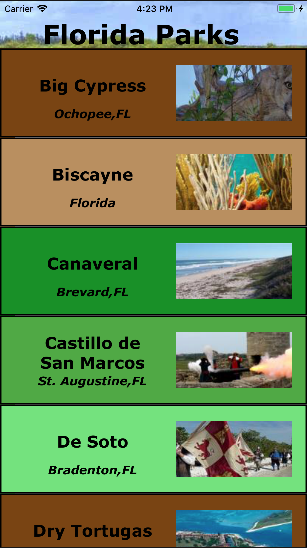 Carrier 4:23 PM
Florida Parks
Big Cypress
Ochopee,FL
Biscayne
Florida
Canaveral
Brevard,FL
Castillo de
San Marcos
St. Augustine,FL
De Soto
Bradenton,FL
Dry Tortugas